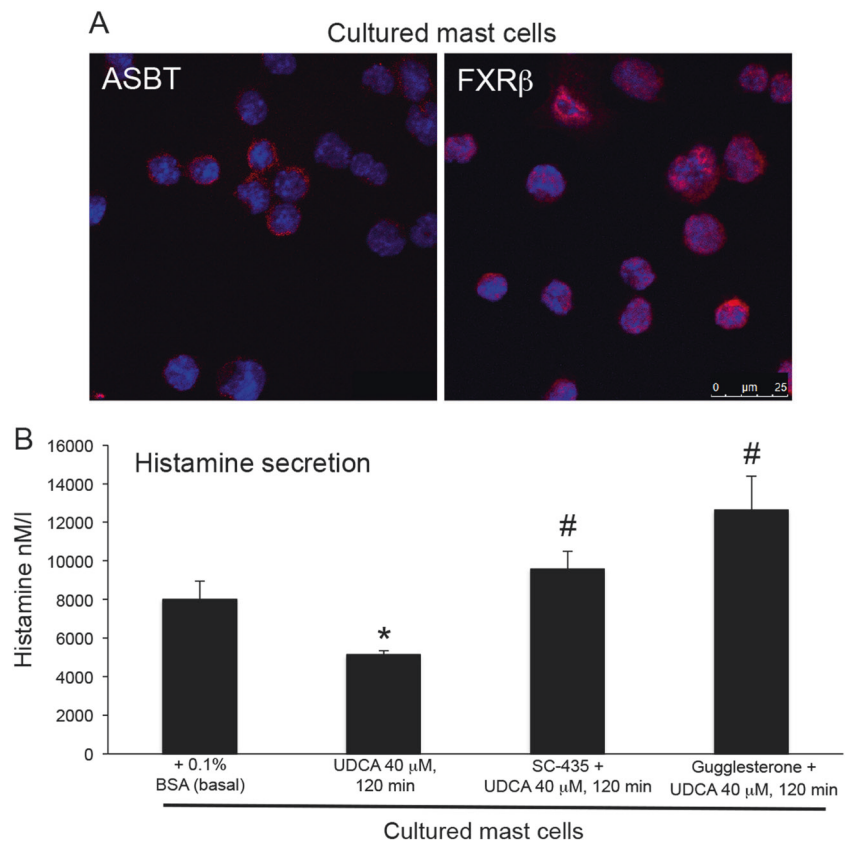 A
Cultured mast cells
ASBT
FXRβ
0 µm 25
B
Histamine secretion
Histamine nM/l
16000
14000
12000
10000
8000
6000
4000
2000
0
*
#
#
+ 0.1%
BSA (basal)
UDCA 40 µM,
120 min
SC-435 +
UDCA 40 µM, 120 min
Gugglesterone +
UDCA 40 µM, 120 min
Cultured mast cells